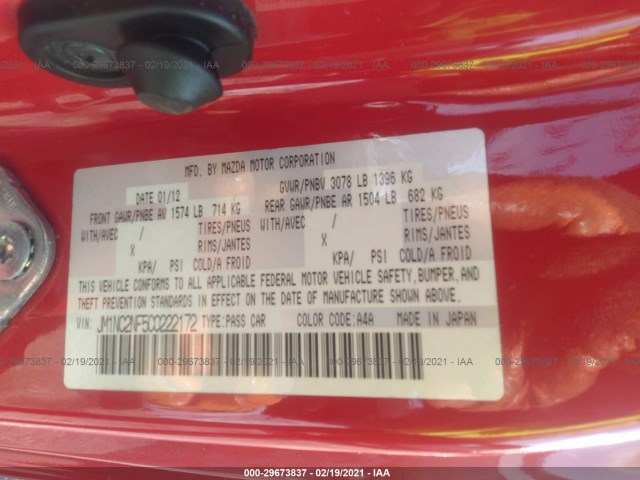 000-29673837 - 02/19/2021 - IAA
MFD. BY MAZDA MOTOR CORPORATION
DATE 01/12 GVWR/PNBV 3078 LB 1396 KG
FRONT GAWR/PNBE AV 1574 LB 714 KG REAR GAWR/PNBE AR 1504 LB 682 KG
WITH/AVEC / TIRES/PNEUS WITH/AVEC / TIRES/PNEUS
X RIMS/JANTES X RIMS/JANTES
KPA/ PSI COLD/A FROID KPA/ PSI COLD/A FROID
THIS VEHICLE CONFORMS TO ALL APPLICABLE FEDERAL MOTOR VEHICLE SAFETY, BUMPER, AND
THEFT PREVENTION STANDARDS IN EFFECT ON THE DATE OF MANUFACTURE SHOWN ABOVE.
VIN: JM1NC2NF5C0222172 TYPE: PASS CAR COLOR CODE: A4A MADE IN JAPAN
000-29673837 - 02/19/2021 - IAA